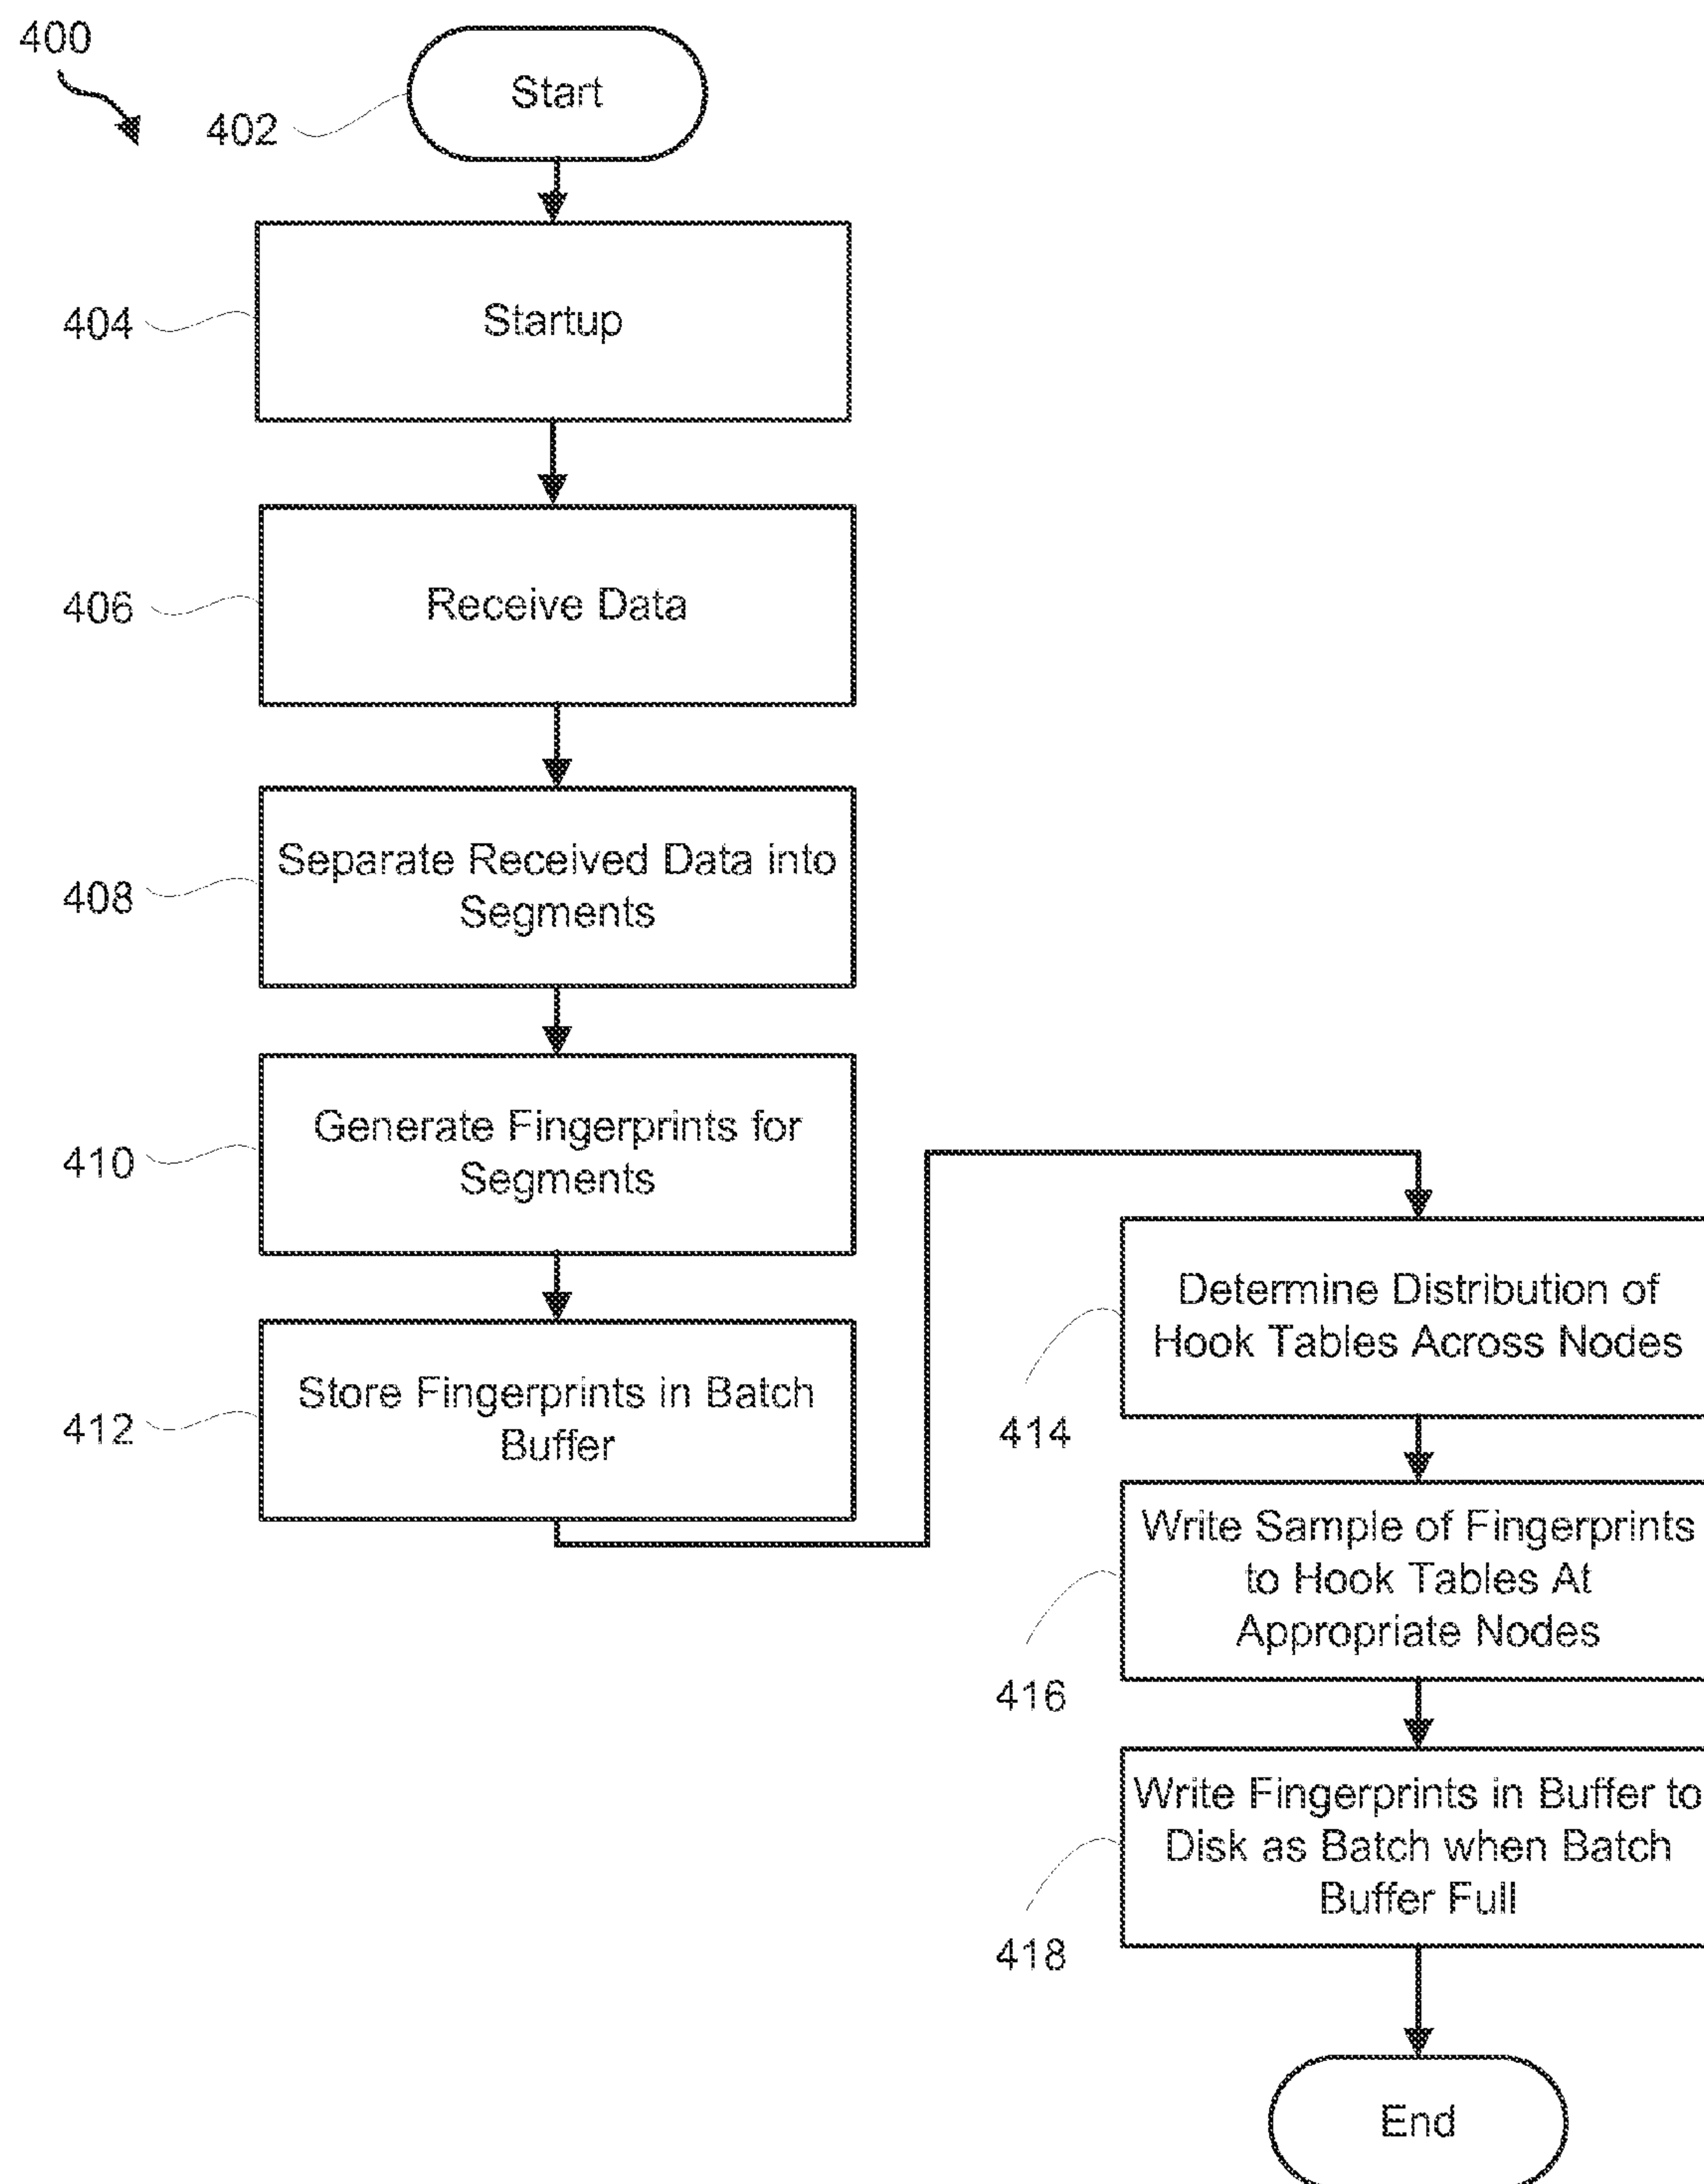 400
Start
402
Startup
404
Receive Data
406
Separate Received Data into
Segments
408
Generate Fingerprints for
Segments
410
Store Fingerprints in Batch
Buffer
412
Determine Distribution of
Hook Tables Across Nodes
414
Write Sample of Fingerprints
to Hook Tables At
Appropriate Nodes
416
Write Fingerprints in Buffer to
Disk as Batch when Batch
Buffer Full
418
End